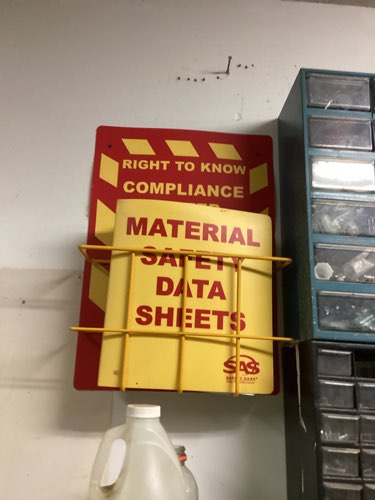 RIGHT TO KNOW
COMPLIANCE
MATERIAL
SAFETY
DATA
SHEETS
SAS